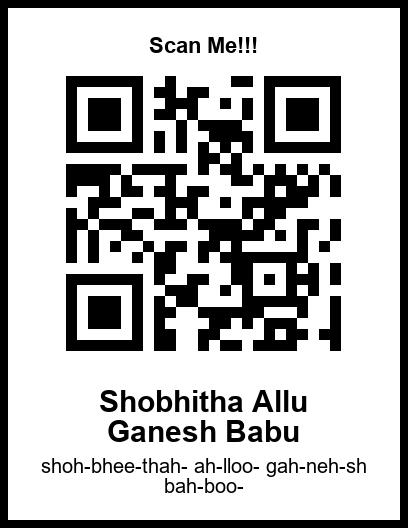 Scan Me!!!
Shobhitha Allu
Ganesh Babu
shoh-bhee-thah- ah-lloo- gah-neh-sh
bah-boo-